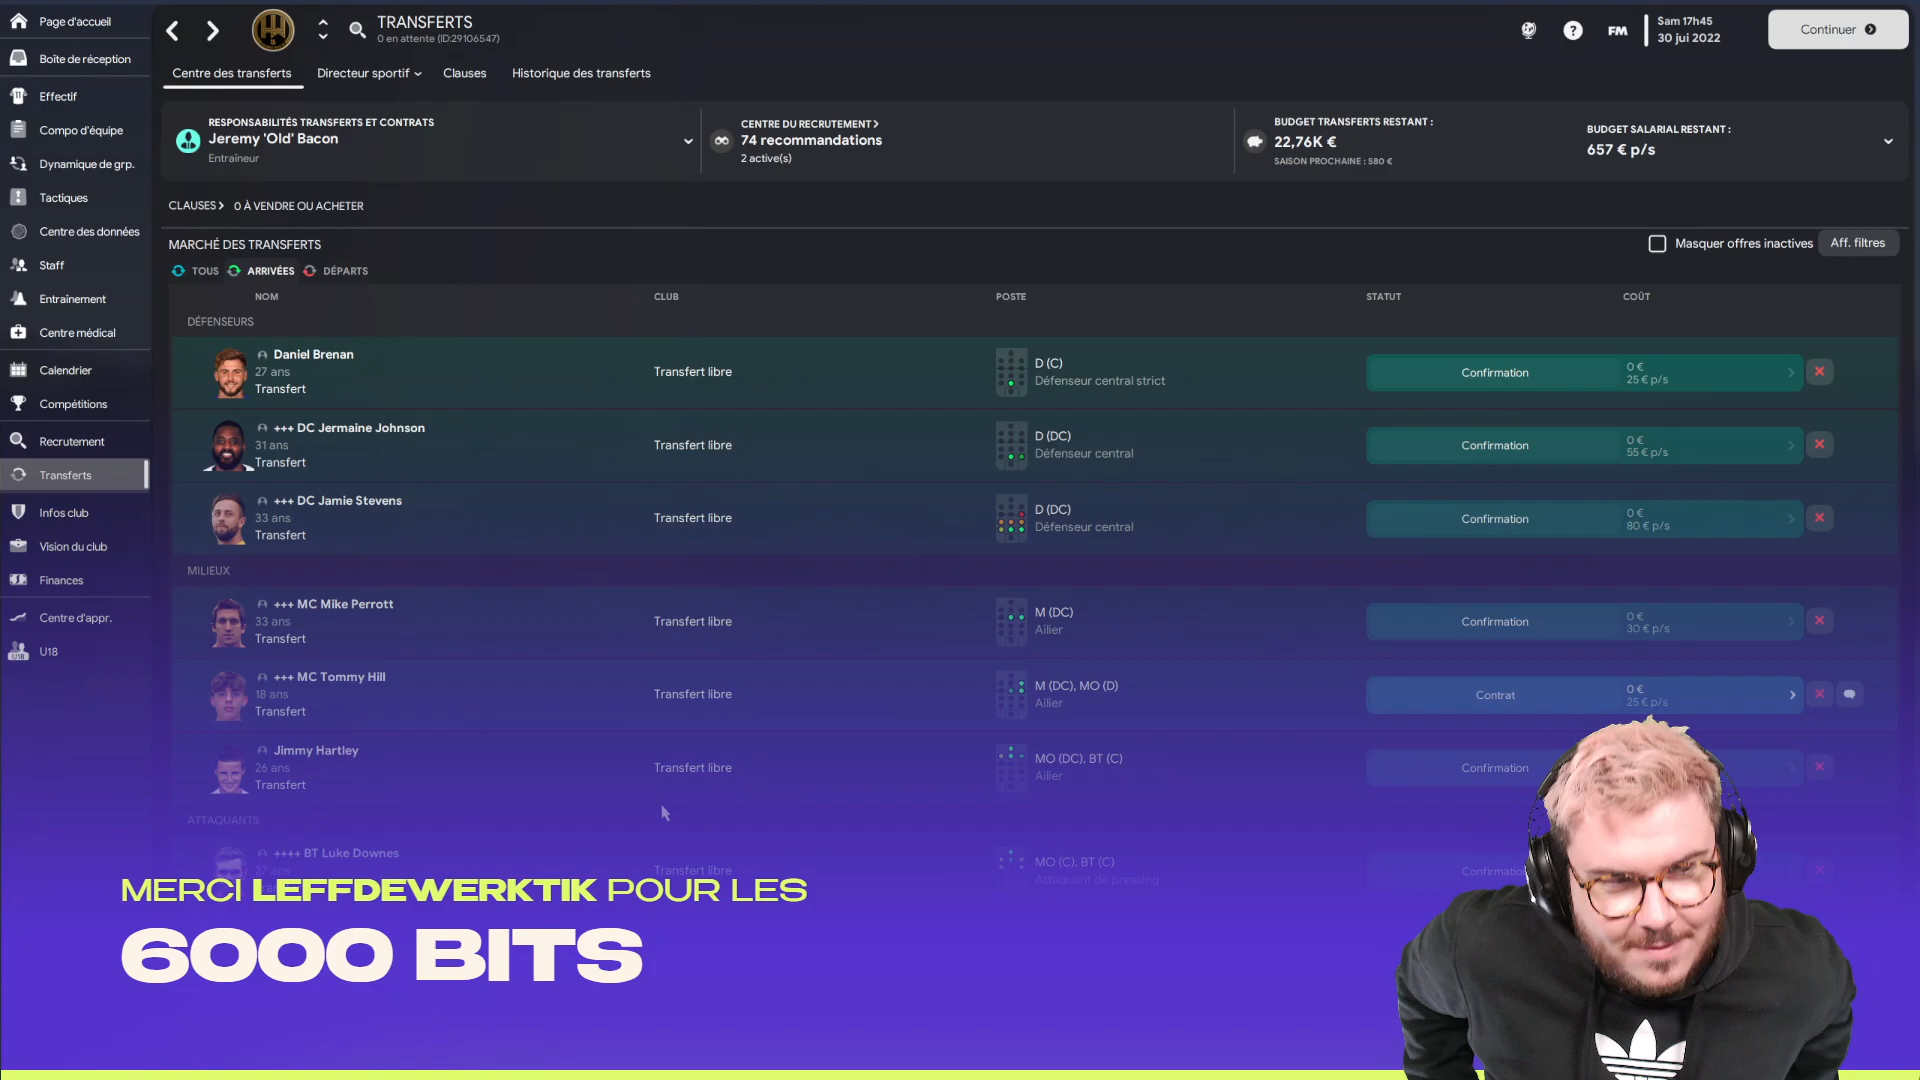 Page d'accueil
Boîte de réception
Effectif
Compo d'équipe
Dynamique de grp.
Tactiques
Centre des données
Staff
Entraînement
Centre médical
Calendrier
Compétitions
Recrutement
Transferts
Infos club
Vision du club
Finances
Centre d'appr.
U18
TRANSFERTS
0 en attente (ID:29106547)
FM
Sam 17h45
30 jui 2022
Continuer
Centre des transferts
Directeur sportif
Clauses
Historique des transferts
RESPONSABILITÉS TRANSFERTS ET CONTRATS
Jeremy 'Old' Bacon
Entraîneur
CENTRE DU RECRUTEMENT
74 recommandations
2 active(s)
BUDGET TRANSFERTS RESTANT :
22,76K €
SAISON PROCHAINE : 580 €
BUDGET SALARIAL RESTANT :
657 € p/s
CLAUSES 0 À VENDRE OU ACHETER
MARCHÉ DES TRANSFERTS
Masquer offres inactives
Aff. filtres
TOUS ARRIVÉES DÉPARTS
NOM CLUB POSTE STATUT COÛT
DÉFENSEURS
Daniel Brenan
27 ans
Transfert
Transfert libre
D (C)
Défenseur central strict
Confirmation
0 €
25 € p/s
+++ DC Jermaine Johnson
31 ans
Transfert
Transfert libre
D (DC)
Défenseur central
Confirmation
0 €
55 € p/s
+++ DC Jamie Stevens
33 ans
Transfert
Transfert libre
D (DC)
Défenseur central
Confirmation
0 €
80 € p/s
MILIEUX
+++ MC Mike Perrott
33 ans
Transfert
Transfert libre
M (DC)
Ailier
Confirmation
0 €
30 € p/s
+++ MC Tommy Hill
18 ans
Transfert
Transfert libre
M (DC), MO (D)
Ailier
Contrat
0 €
25 € p/s
Jimmy Hartley
26 ans
Transfert
Transfert libre
MO (DC), BT (C)
Ailier
Confirmation
ATTAQUANTS
++++ BT Luke Downes
27 ans
Transfert libre
MO (C), BT (C)
Attaquant de pressing
Confirmation
MERCI LEFFDEWERKTIK POUR LES
6000 BITS